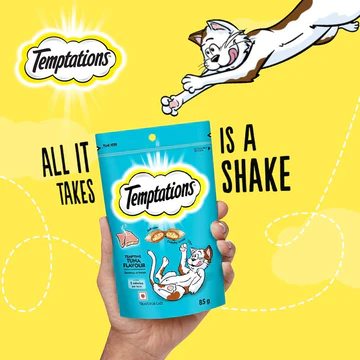 Temptations
ALL IT
TAKES
IS A
SHAKE
Temptations
TEMPTING
TUNA
FLAVOUR
85 g